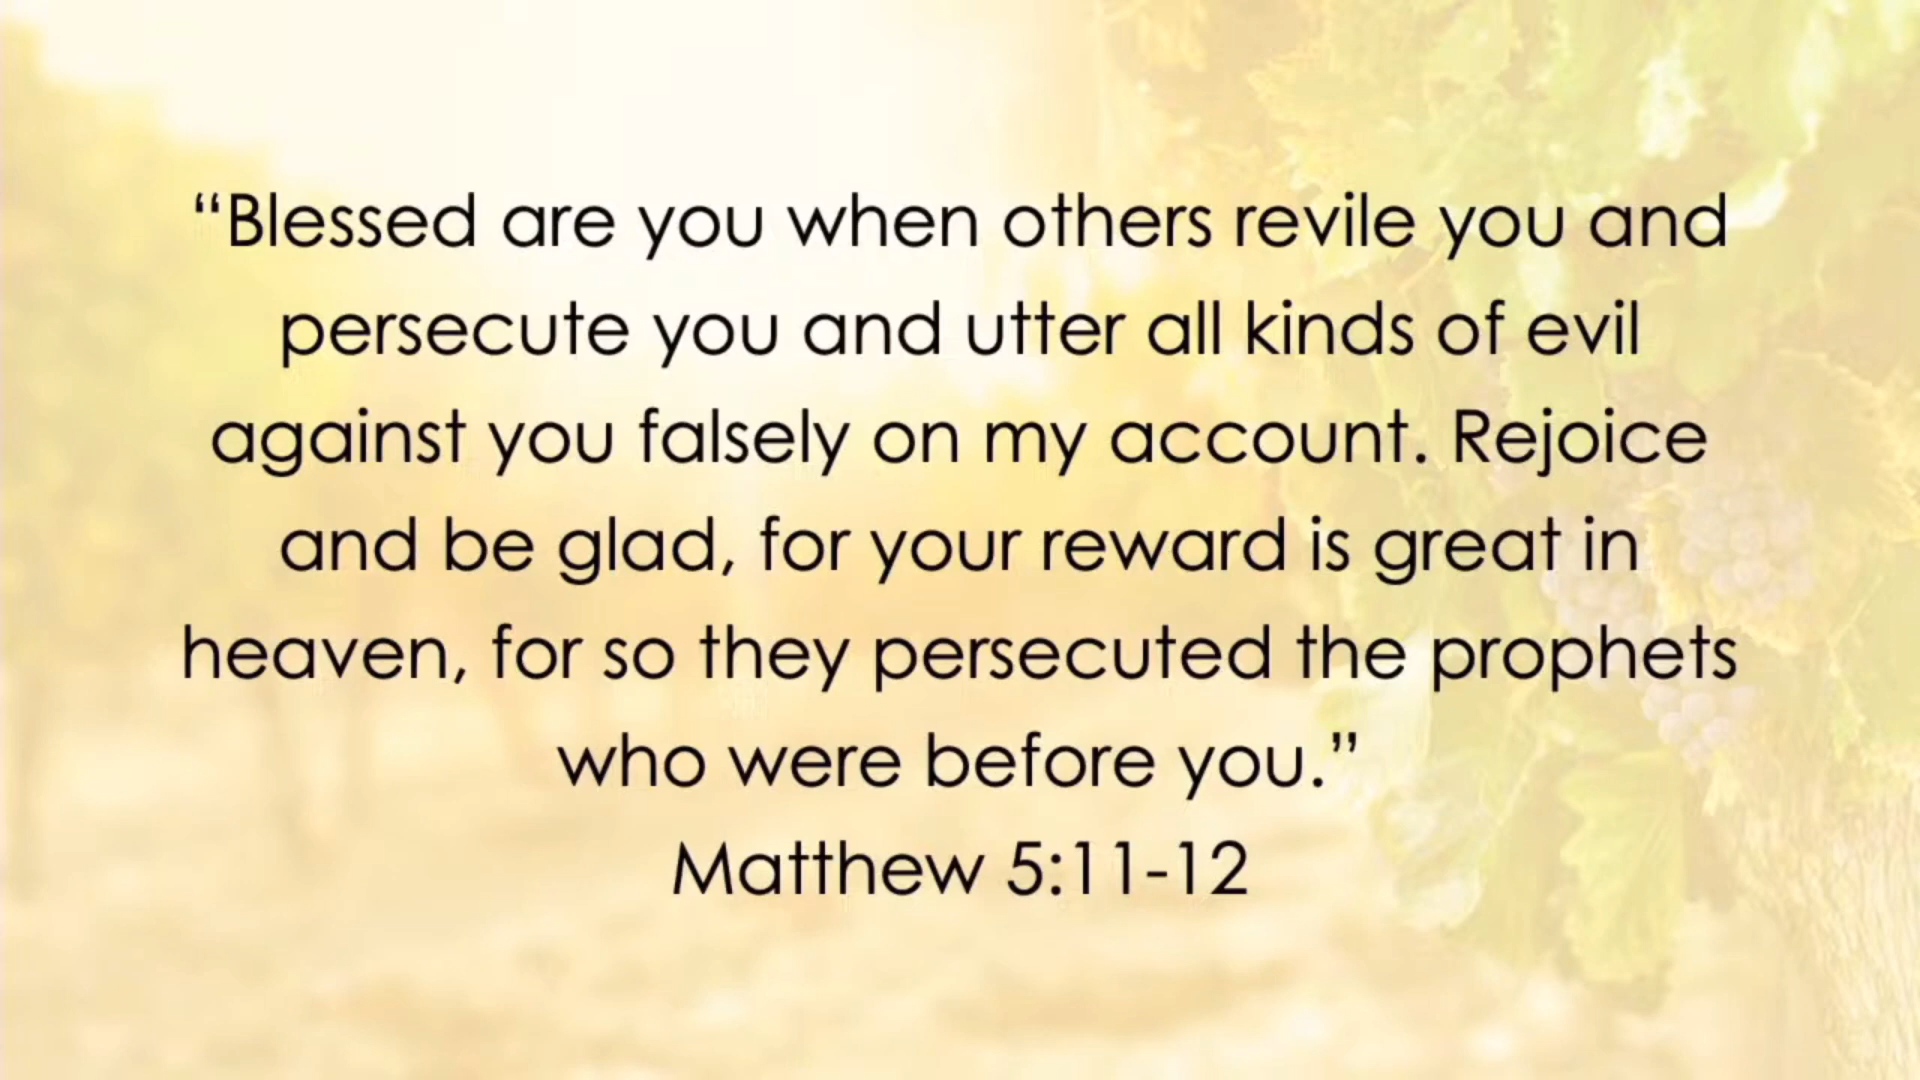 “Blessed are you when others revile you and
persecute you and utter all kinds of evil
against you falsely on my account. Rejoice
and be glad, for your reward is great in
heaven, for so they persecuted the prophets
who were before you.”
Matthew 5:11-12